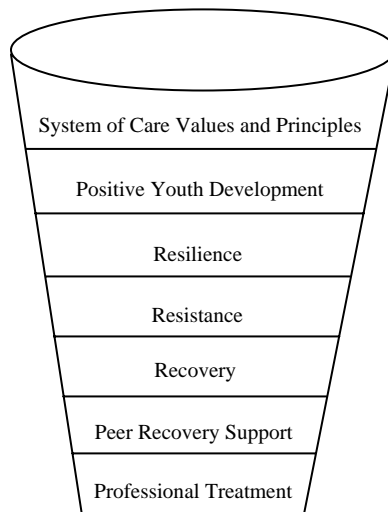 System of Care Values and Principles
Positive Youth Development
Resilience
Resistance
Recovery
Peer Recovery Support
Professional Treatment